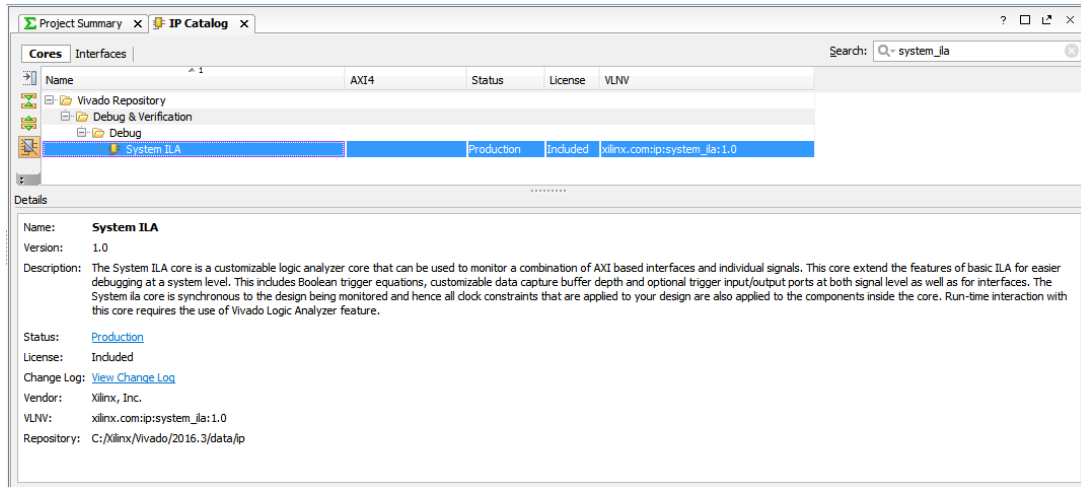 Project Summary IP Catalog ?
Cores Interfaces Search: system_ila
Name 1 AXI4 Status License VLNV
Vivado Repository
Debug & Verification
Debug
System ILA Production Included xilinx.com:ip:system_ila:1.0
Details
Name: System ILA
Version: 1.0
Description: The System ILA core is a customizable logic analyzer core that can be used to monitor a combination of AXI based interfaces and individual signals. This core extend the features of basic ILA for easier
debugging at a system level. This includes Boolean trigger equations, customizable data capture buffer depth and optional trigger input/output ports at both signal level as well as for interfaces. The
System ila core is synchronous to the design being monitored and hence all clock constraints that are applied to your design are also applied to the components inside the core. Run-time interaction with
this core requires the use of Vivado Logic Analyzer feature.
Status: Production
License: Included
Change Log: View Change Log
Vendor: Xilinx, Inc.
VLNV: xilinx.com:ip:system_ila:1.0
Repository: C:/Xilinx/Vivado/2016.3/data/ip